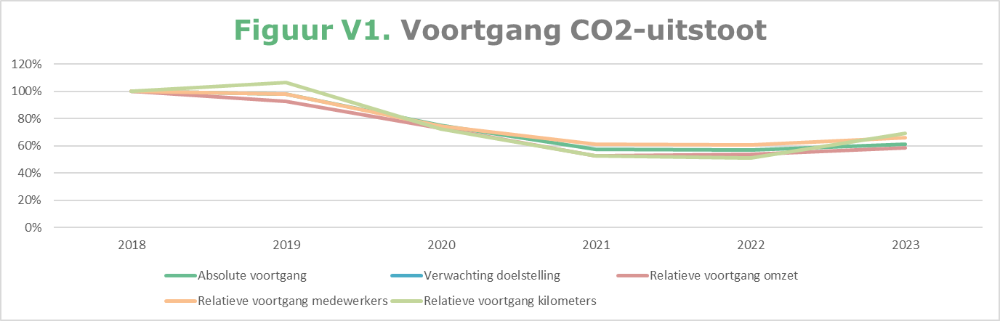 Figuur V1. Voortgang CO2-uitstoot
120%
100%
80%
60%
40%
20%
0%
2018 2019 2020 2021 2022 2023
Absolute voortgang Verwachting doelstelling Relatieve voortgang omzet
Relatieve voortgang medewerkers Relatieve voortgang kilometers